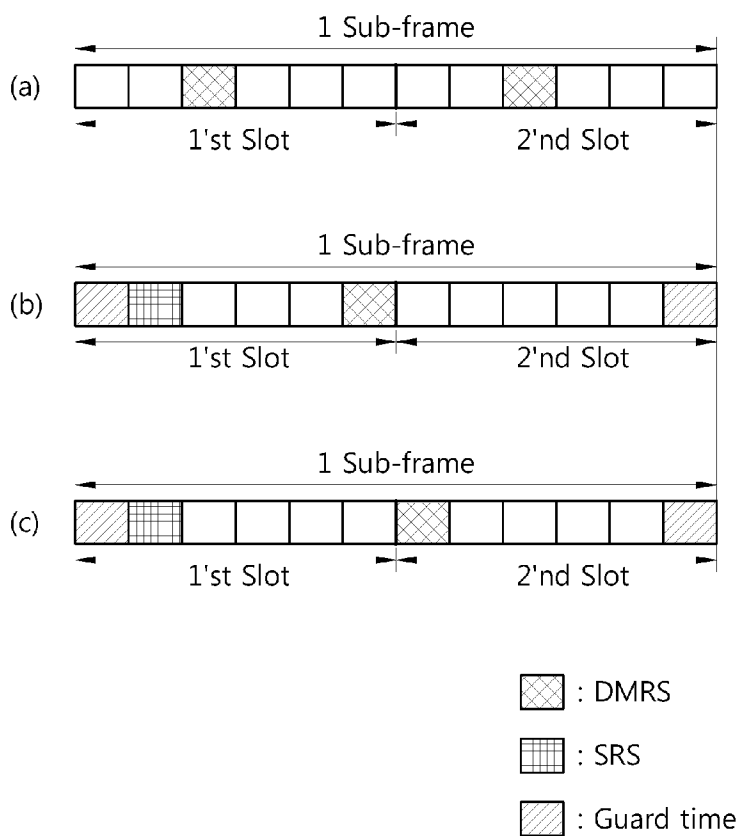 1 Sub-frame
(a)
1'st Slot
2'nd Slot
1 Sub-frame
(b)
1'st Slot
2'nd Slot
1 Sub-frame
(c)
1'st Slot
2'nd Slot
: DMRS
: SRS
: Guard time